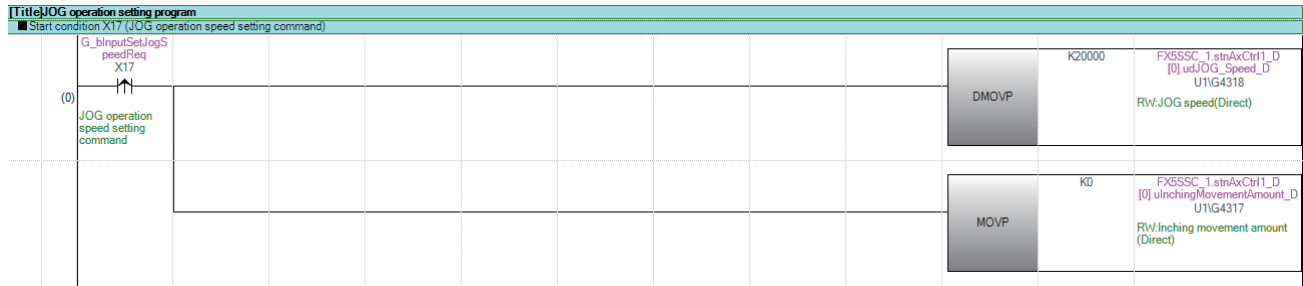 [Title]JOG operation setting program
Start condition X17 (JOG operation speed setting command)
G_bInputSetJogS
peedReq
X17
(0)
JOG operation
speed setting
command
DMOVP
K20000
FX5SSC_1.stnAxCtrl1_D
[0].udJOG_Speed_D
U1\G4318
RW:JOG speed(Direct)
MOVP
K0
FX5SSC_1.stnAxCtrl1_D
[0].uInchingMovementAmount_D
U1\G4317
RW:Inching movement amount
(Direct)